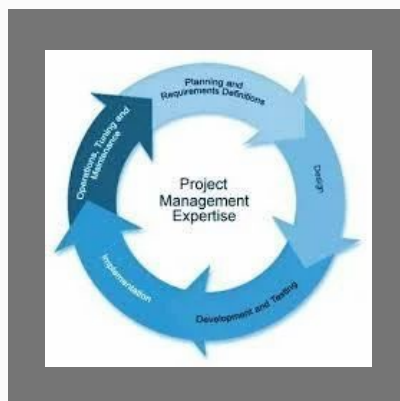 Planning and
Requirements Definitions
Design
Development and Testing
Implementation
Operations, Tuning and
Maintenance
Project
Management
Expertise